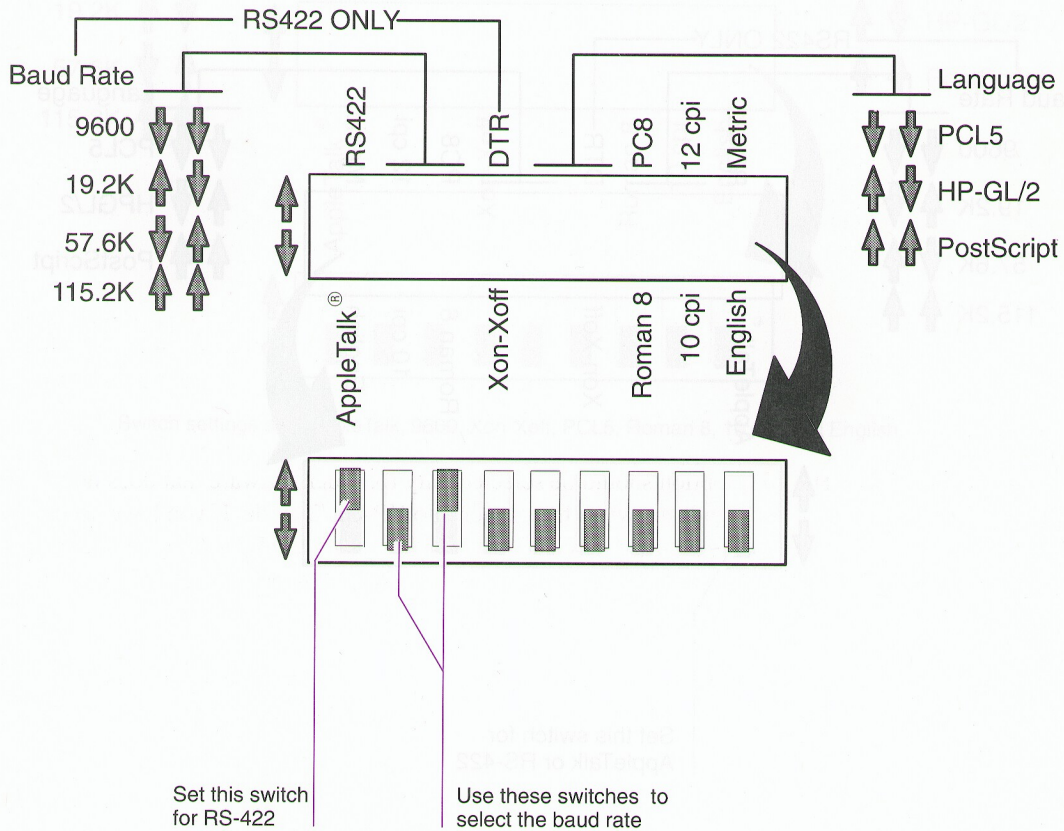 RS422 ONLY
Baud Rate
9600
19.2K
57.6K
115.2K
RS422
DTR
PC8
12 cpi
Metric
Language
PCL5
HP-GL/2
PostScript
AppleTalk ®
Xon-Xoff
Roman 8
10 cpi
English
Set this switch
for RS-422
Use these switches to
select the baud rate